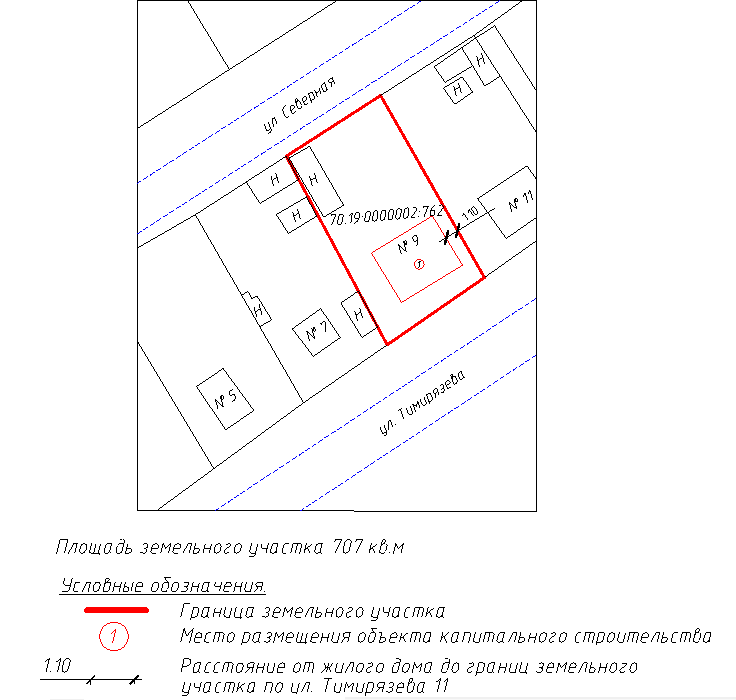 ул Северная
Н
Н
Н
Н
Н
Н
70:19:0000002:762
1.10
№ 11
№ 9
1
Н
Н
№ 7
№ 5
ул. Тимирязева
Площадь земельного участка 707 кв.м
Условные обозначения.
Граница земельного участка
1
Место размещения объекта капитального строительства
1.10
Расстояние от жилого дома до границ земельного
участка по ул. Тимирязева 11